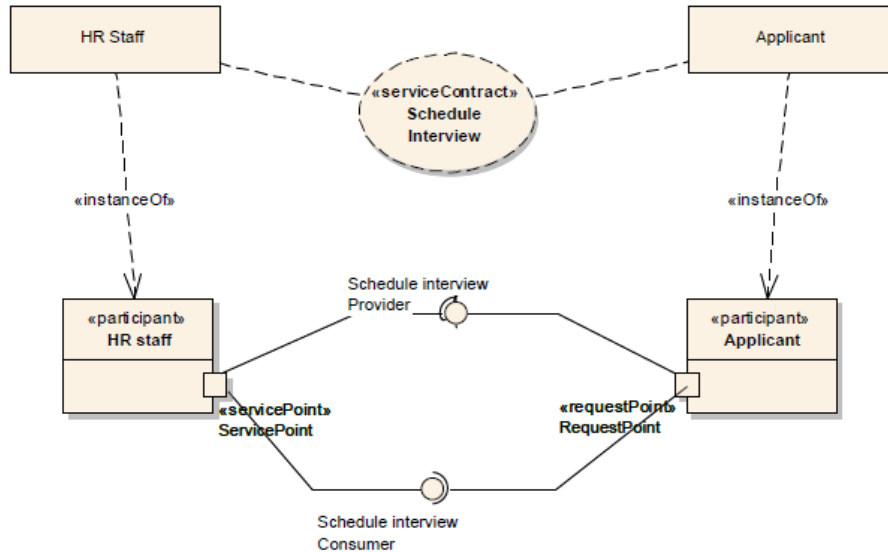 HR Staff
Applicant
«serviceContract»
Schedule
Interview
«instanceOf»
«instanceOf»
Schedule interview
Provider
«participant»
HR staff
«participant»
Applicant
«servicePoint»
ServicePoint
«requestPoint»
RequestPoint
Schedule interview
Consumer